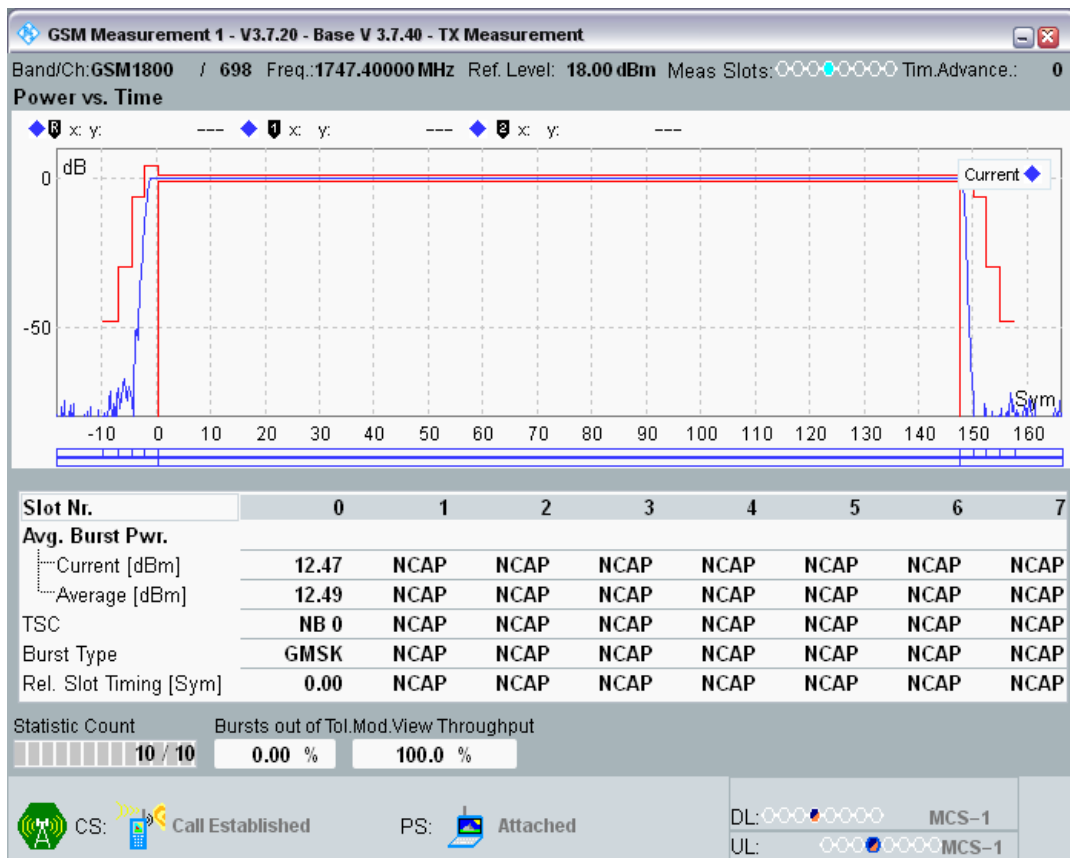 GSM Measurement 1 - V3.7.20 - Base V 3.7.40 - TX Measurement
Band/Ch:GSM1800 / 698 Freq.:1747.40000 MHz Ref. Level: 18.00 dBm Meas Slots: Tim.Advance.: 0
Power vs. Time
R x: y: --- 1 x: y: --- 2 x: y: ---
dB
Current
0
-50
Sym
-10 0 10 20 30 40 50 60 70 80 90 100 110 120 130 140 150 160
Slot Nr. 0 1 2 3 4 5 6 7
Avg. Burst Pwr.
Current [dBm] 12.47 NCAP NCAP NCAP NCAP NCAP NCAP NCAP
Average [dBm] 12.49 NCAP NCAP NCAP NCAP NCAP NCAP NCAP
TSC NB 0 NCAP NCAP NCAP NCAP NCAP NCAP NCAP
Burst Type GMSK NCAP NCAP NCAP NCAP NCAP NCAP NCAP
Rel. Slot Timing [Sym] 0.00 NCAP NCAP NCAP NCAP NCAP NCAP NCAP
Statistic Count Bursts out of Tol.Mod.View Throughput
10 / 10 0.00 % 100.0 %
CS: Call Established PS: Attached
DL: MCS-1
UL: MCS-1